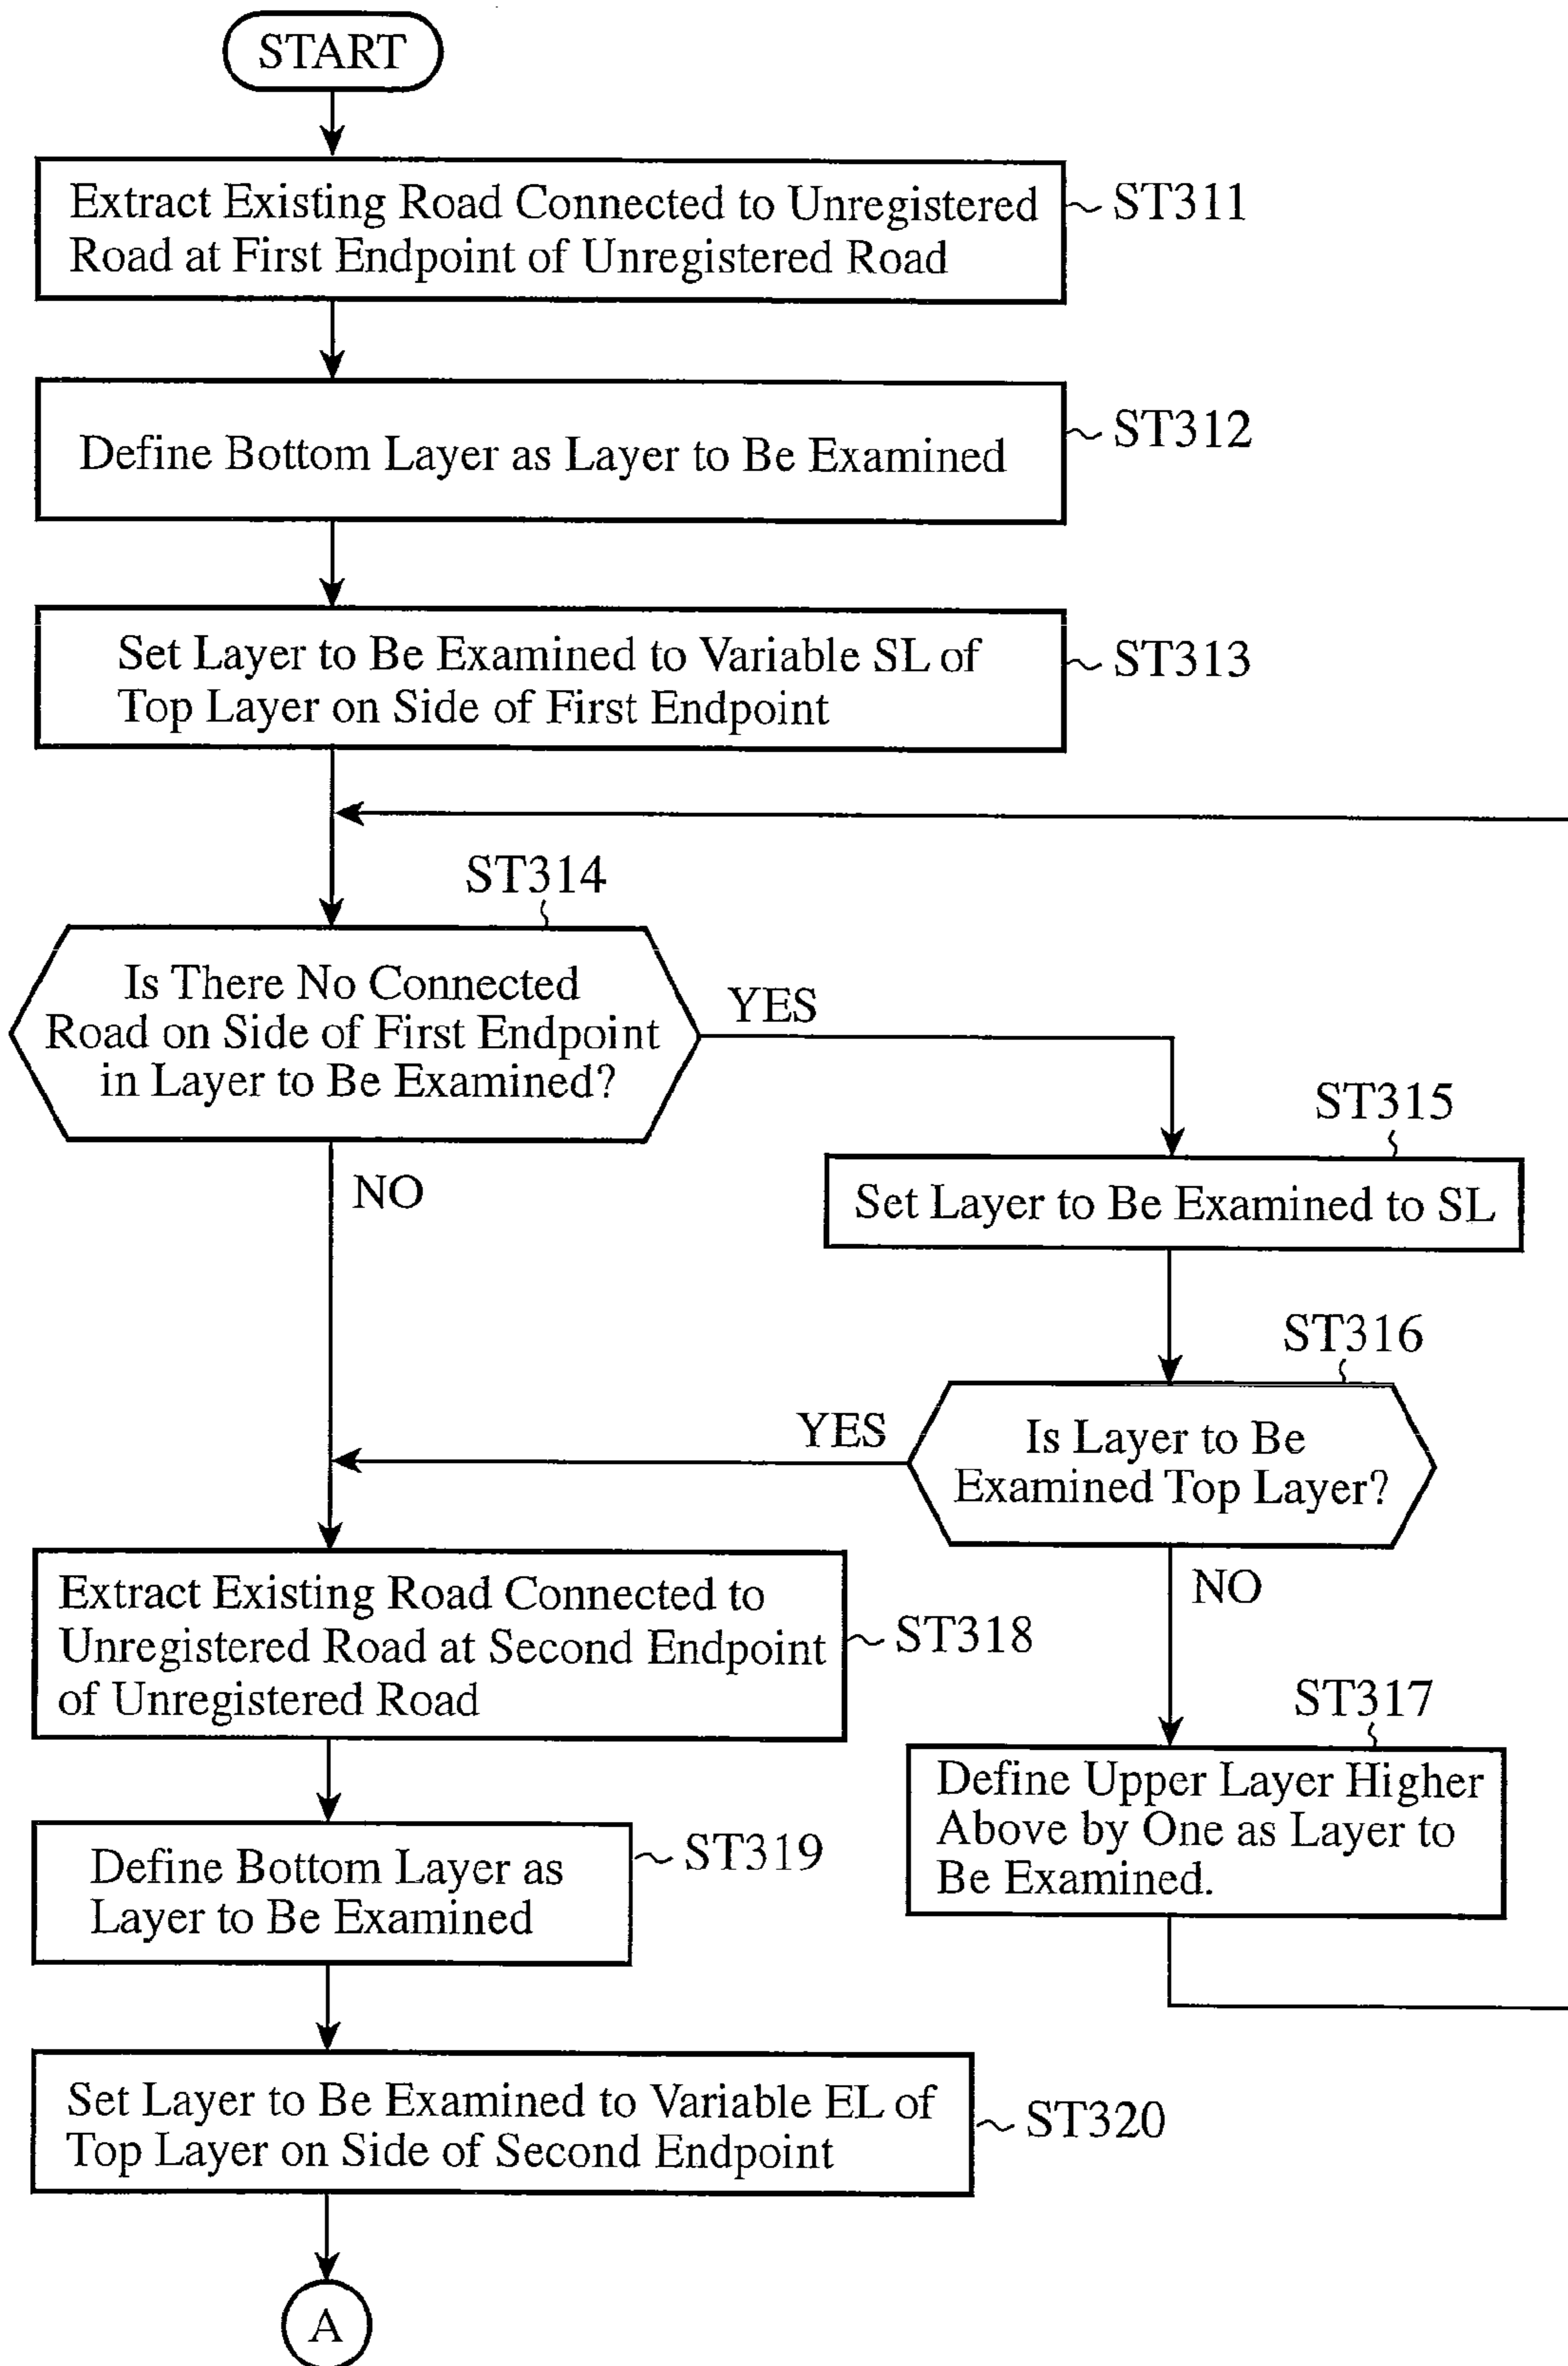 START
Extract Existing Road Connected to Unregistered
Road at First Endpoint of Unregistered Road
ST311
Define Bottom Layer as Layer to Be Examined
ST312
Set Layer to Be Examined to Variable SL of
Top Layer on Side of First Endpoint
ST313
ST314
Is There No Connected
Road on Side of First Endpoint
in Layer to Be Examined?
YES
NO
ST315
Set Layer to Be Examined to SL
ST316
Is Layer to Be
Examined Top Layer?
YES
NO
ST317
Define Upper Layer Higher
Above by One as Layer to
Be Examined.
Extract Existing Road Connected to
Unregistered Road at Second Endpoint
of Unregistered Road
ST318
Define Bottom Layer as
Layer to Be Examined
ST319
Set Layer to Be Examined to Variable EL of
Top Layer on Side of Second Endpoint
ST320
A